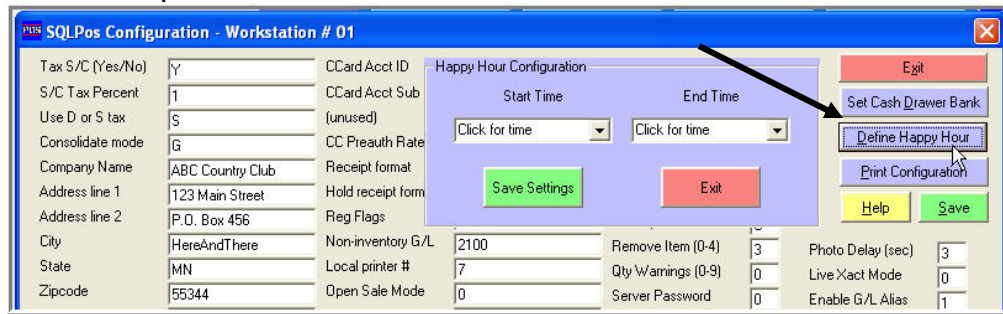 POS SQLPos Configuration - Workstation # 01
Tax S/C (Yes/No) Y CCard Acct ID Happy Hour Configuration Exit
S/C Tax Percent 1 CCard Acct Sub Start Time End Time Set Cash Drawer Bank
Use D or S tax S (unused) Click for time Click for time Define Happy Hour
Consolidate mode G CC Preauth Rate
Company Name ABC Country Club Receipt format Print Configuration
Address line 1 123 Main Street Hold receipt form Save Settings Exit
Address line 2 P.O. Box 456 Reg Flags Help Save
City HereAndThere Non-inventory G/L 2100 Remove Item (0-4) 3 Photo Delay (sec) 3
State MN Local printer # 7 Qty Warnings (0-9) 0 Live Xact Mode 0
Zipcode 55344 Open Sale Mode 0 Server Password 0 Enable G/L Alias 1